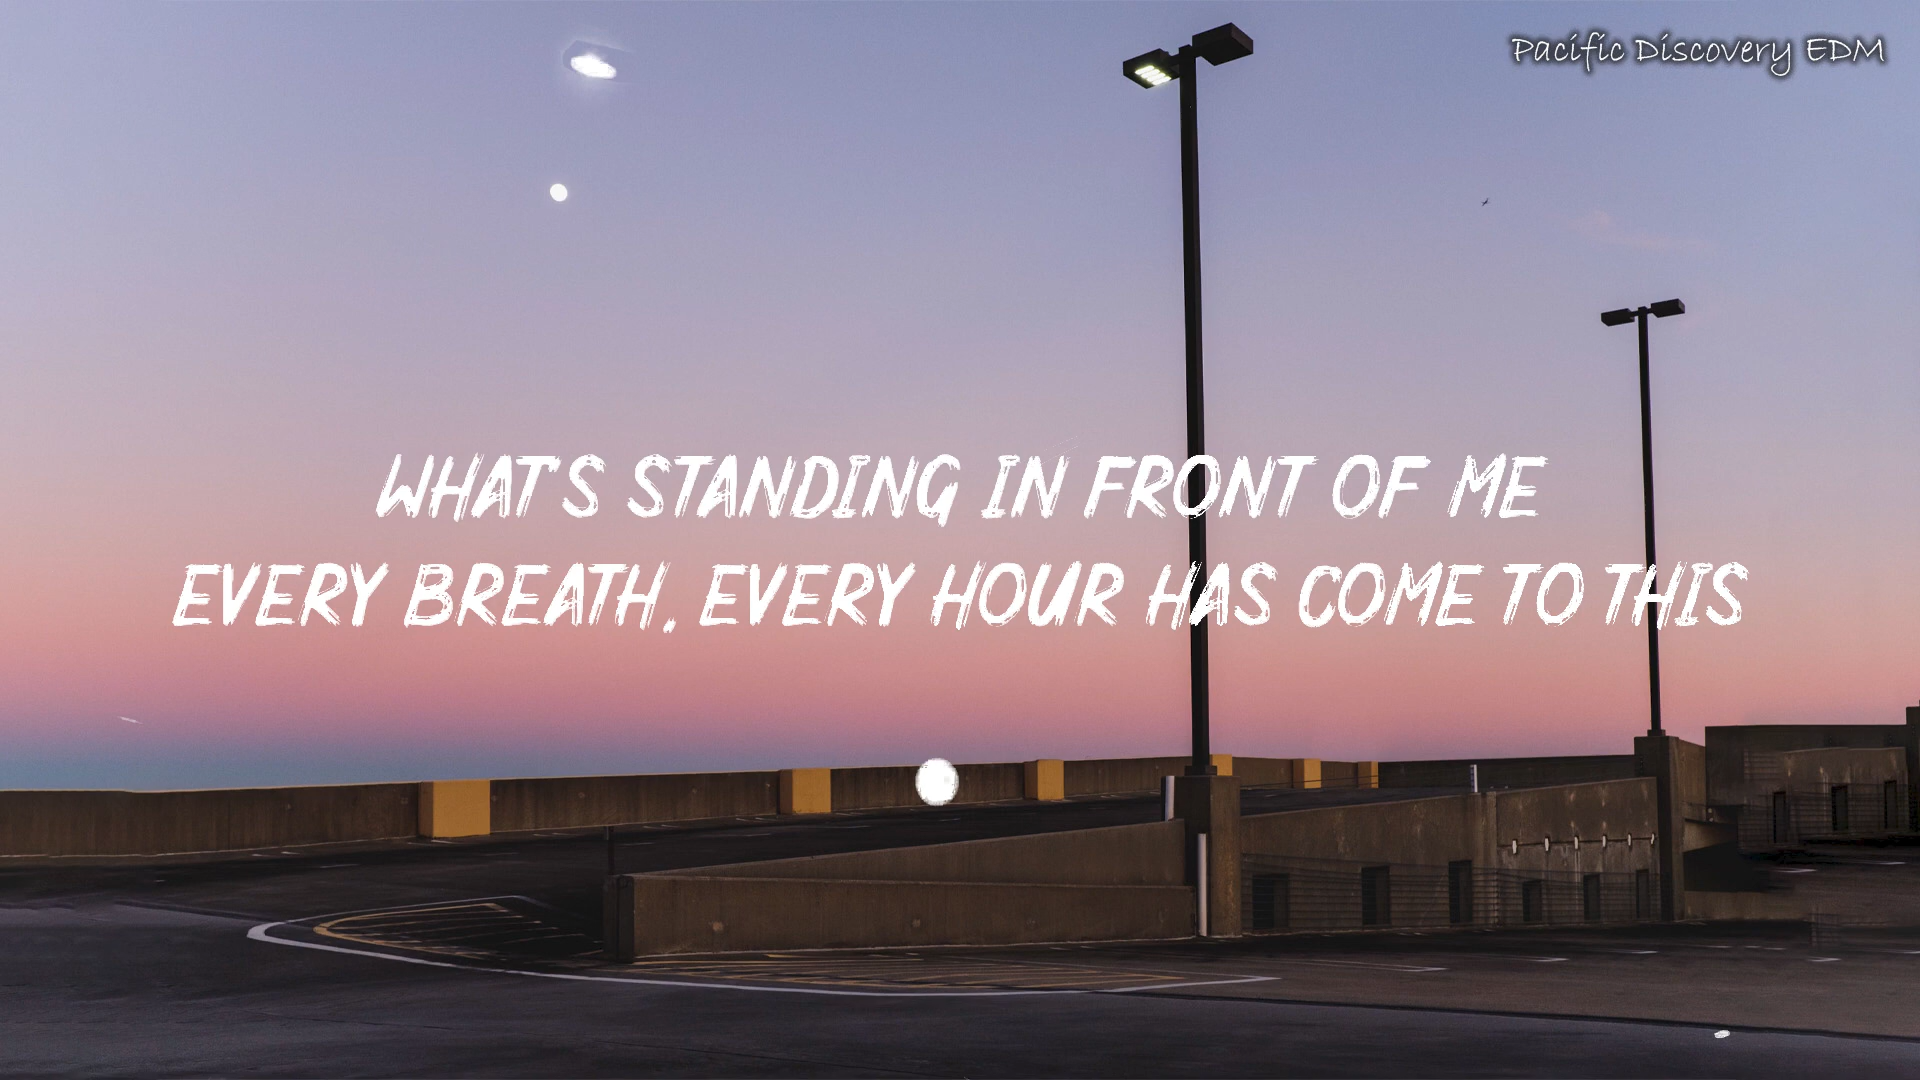 Pacific Discovery EDM
WHAT'S STANDING IN FRONT OF ME
EVERY BREATH, EVERY HOUR HAS COME TO THIS